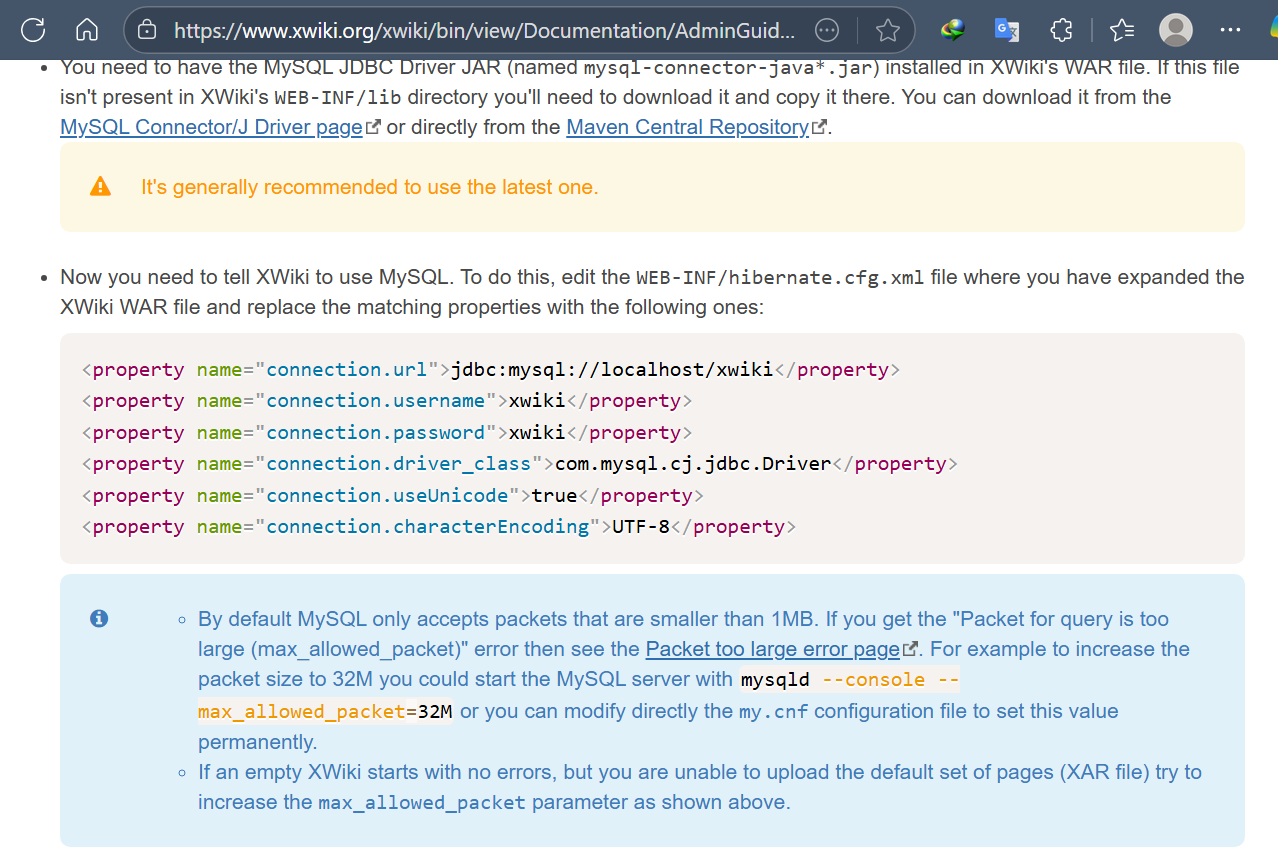 https://www.xwiki.org/xwiki/bin/view/Documentation/AdminGuid...
You need to have the MySQL JDBC Driver JAR (named mysql-connector-java*.jar) installed in XWiki's WAR file. If this file
isn't present in XWiki's WEB-INF/lib directory you'll need to download it and copy it there. You can download it from the
MySQL Connector/J Driver page or directly from the Maven Central Repository.
It's generally recommended to use the latest one.
Now you need to tell XWiki to use MySQL. To do this, edit the WEB-INF/hibernate.cfg.xml file where you have expanded the
XWiki WAR file and replace the matching properties with the following ones:
<property name="connection.url">jdbc:mysql://localhost/xwiki</property>
<property name="connection.username">xwiki</property>
<property name="connection.password">xwiki</property>
<property name="connection.driver_class">com.mysql.cj.jdbc.Driver</property>
<property name="connection.useUnicode">true</property>
<property name="connection.characterEncoding">UTF-8</property>
By default MySQL only accepts packets that are smaller than 1MB. If you get the "Packet for query is too
large (max_allowed_packet)" error then see the Packet too large error page. For example to increase the
packet size to 32M you could start the MySQL server with mysqld --console --
max_allowed_packet=32M or you can modify directly the my.cnf configuration file to set this value
permanently.
If an empty XWiki starts with no errors, but you are unable to upload the default set of pages (XAR file) try to
increase the max_allowed_packet parameter as shown above.